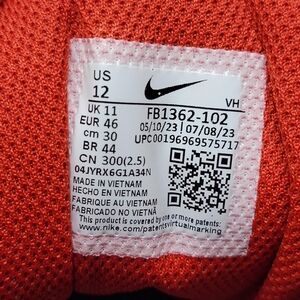 US
12
VH
UK 11
EUR 46
cm 30
BR 44
CN 300(2.5)
FB1362-102
05/10/23 | 07/08/23
UPC00196969575717
04JYRX6G1A34N
MADE IN VIETNAM
HECHO EN VIETNAM
FABRIQUE AU VIETNAM
FABRICADO NO VIETNÃ
This product is covered by one or more patents:
www.nike.com/patentsvirtualmarking